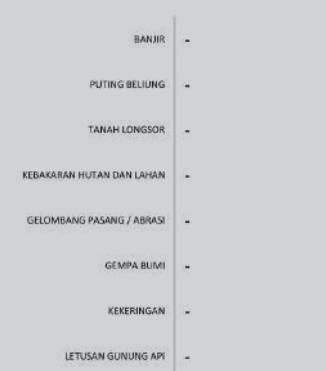 BANJIR -
PUTING BELIUNG -
TANAH LONGSOR -
KEBAKARAN HUTAN DAN LAHAN -
GELOMBANG PASANG / ABRASI -
GEMPA BUMI -
KEKERINGAN -
LETUSAN GUNUNG API -